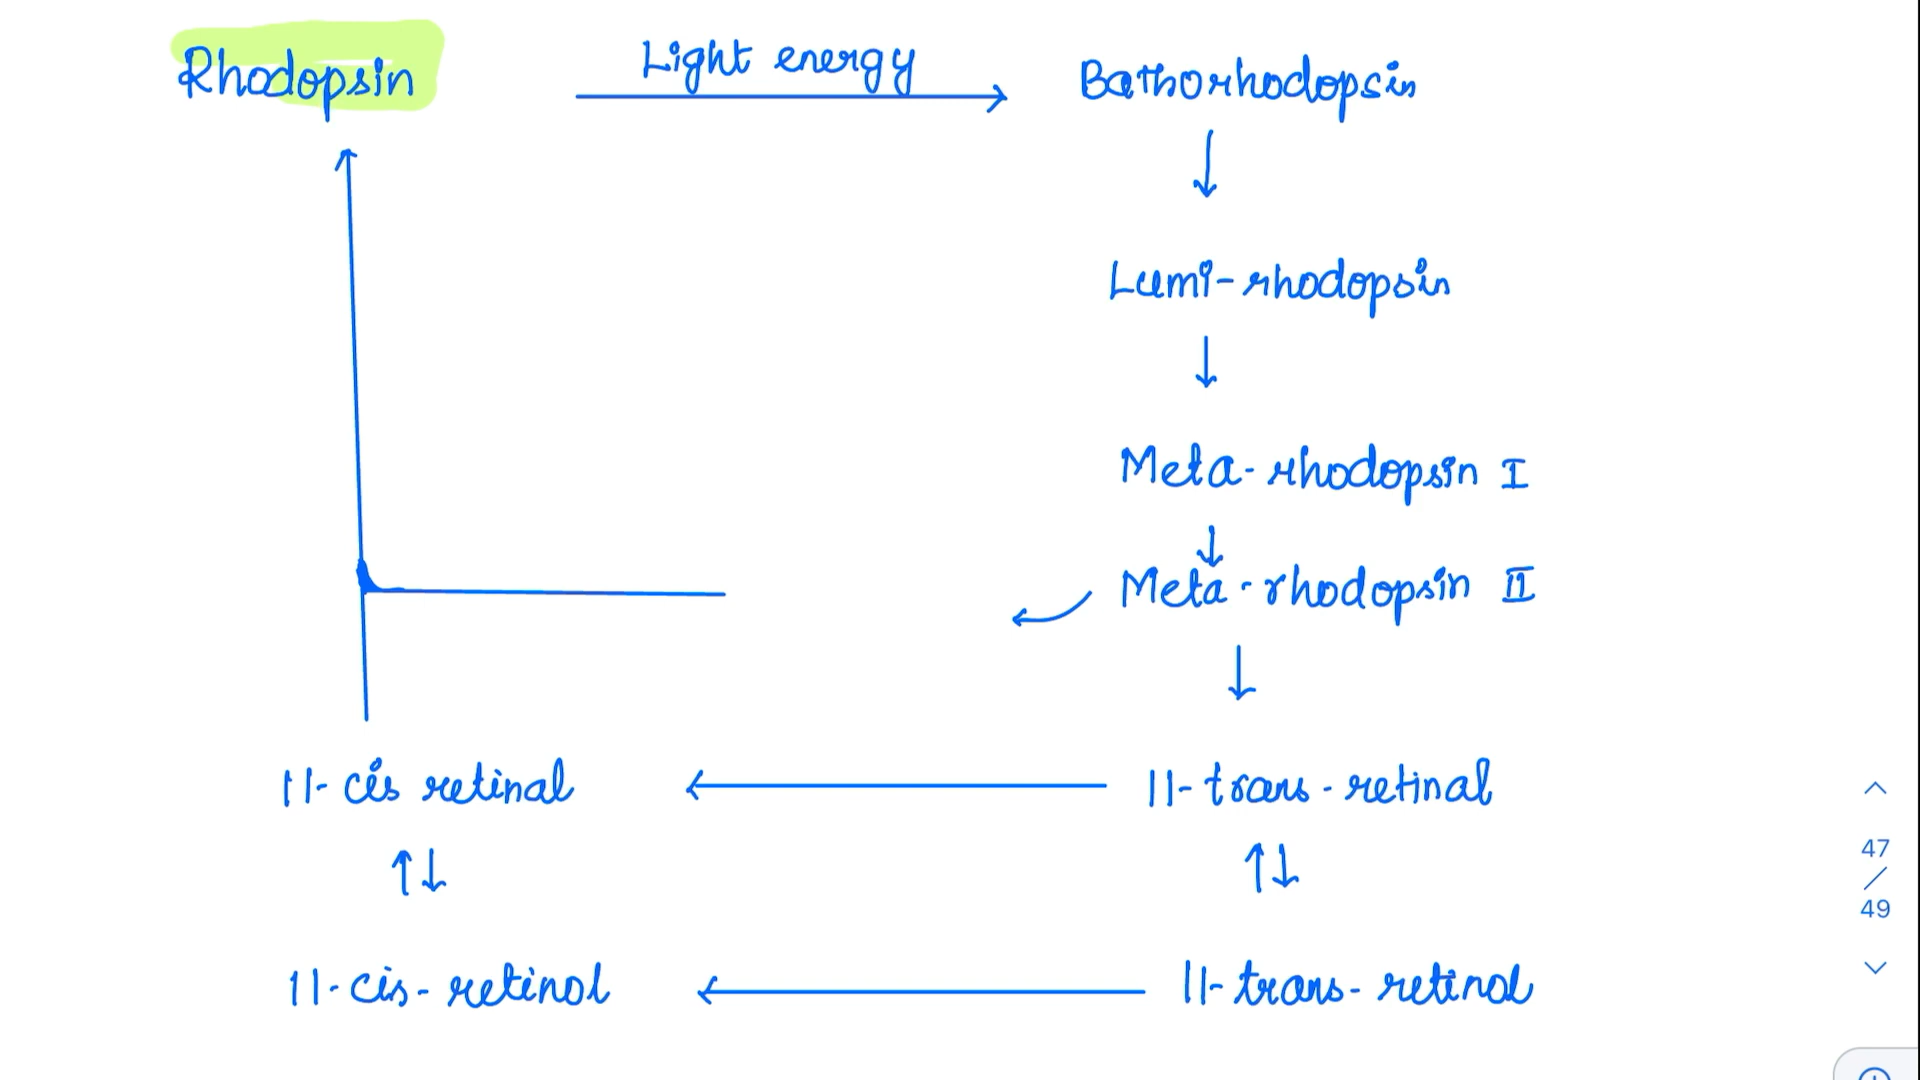 Rhodopsin
Light energy
Bathorhodopsin
Lumi-rhodopsin
Meta-rhodopsin I
Meta-rhodopsin II
11-cis retinal
11-trans-retinal
11-cis-retinol
11-trans-retinol
47
/
49